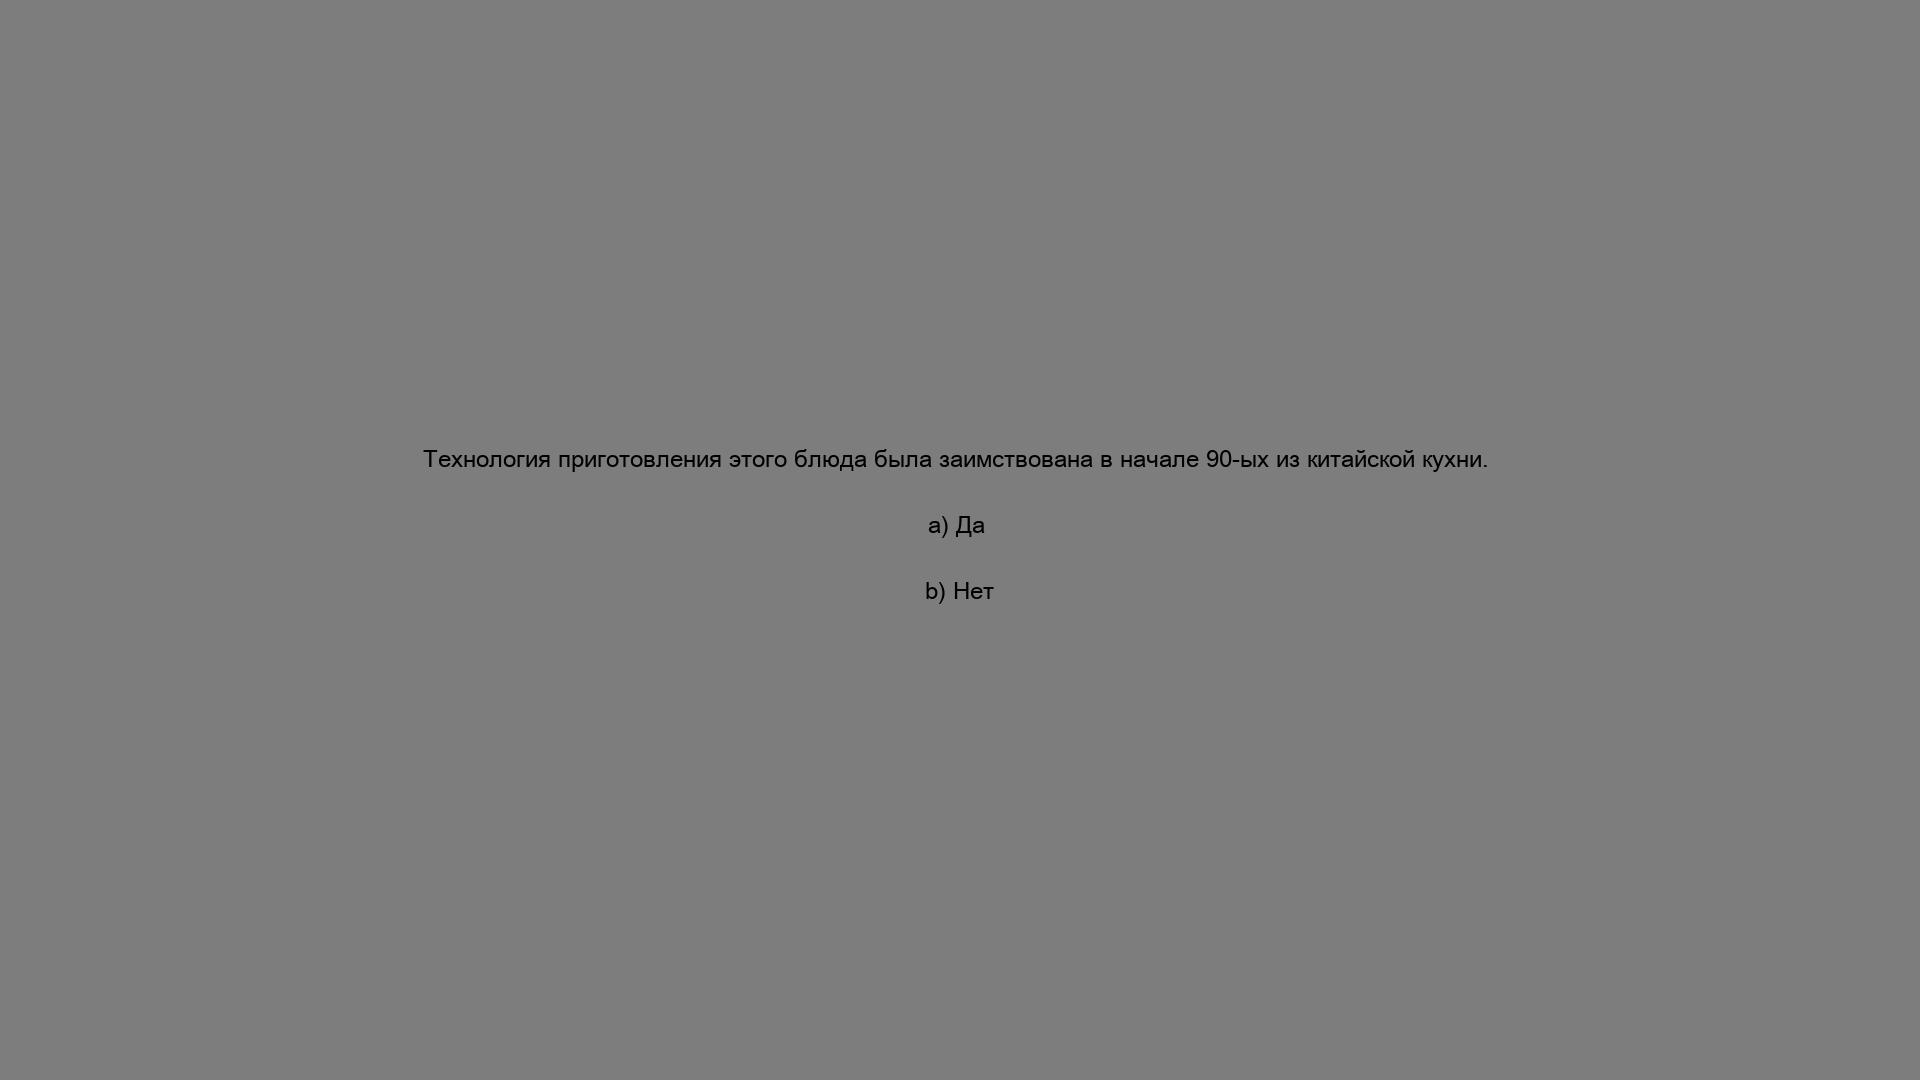 Технология приготовления этого блюда была заимствована в начале 90-ых из китайской кухни.
a) Да
b) Нет